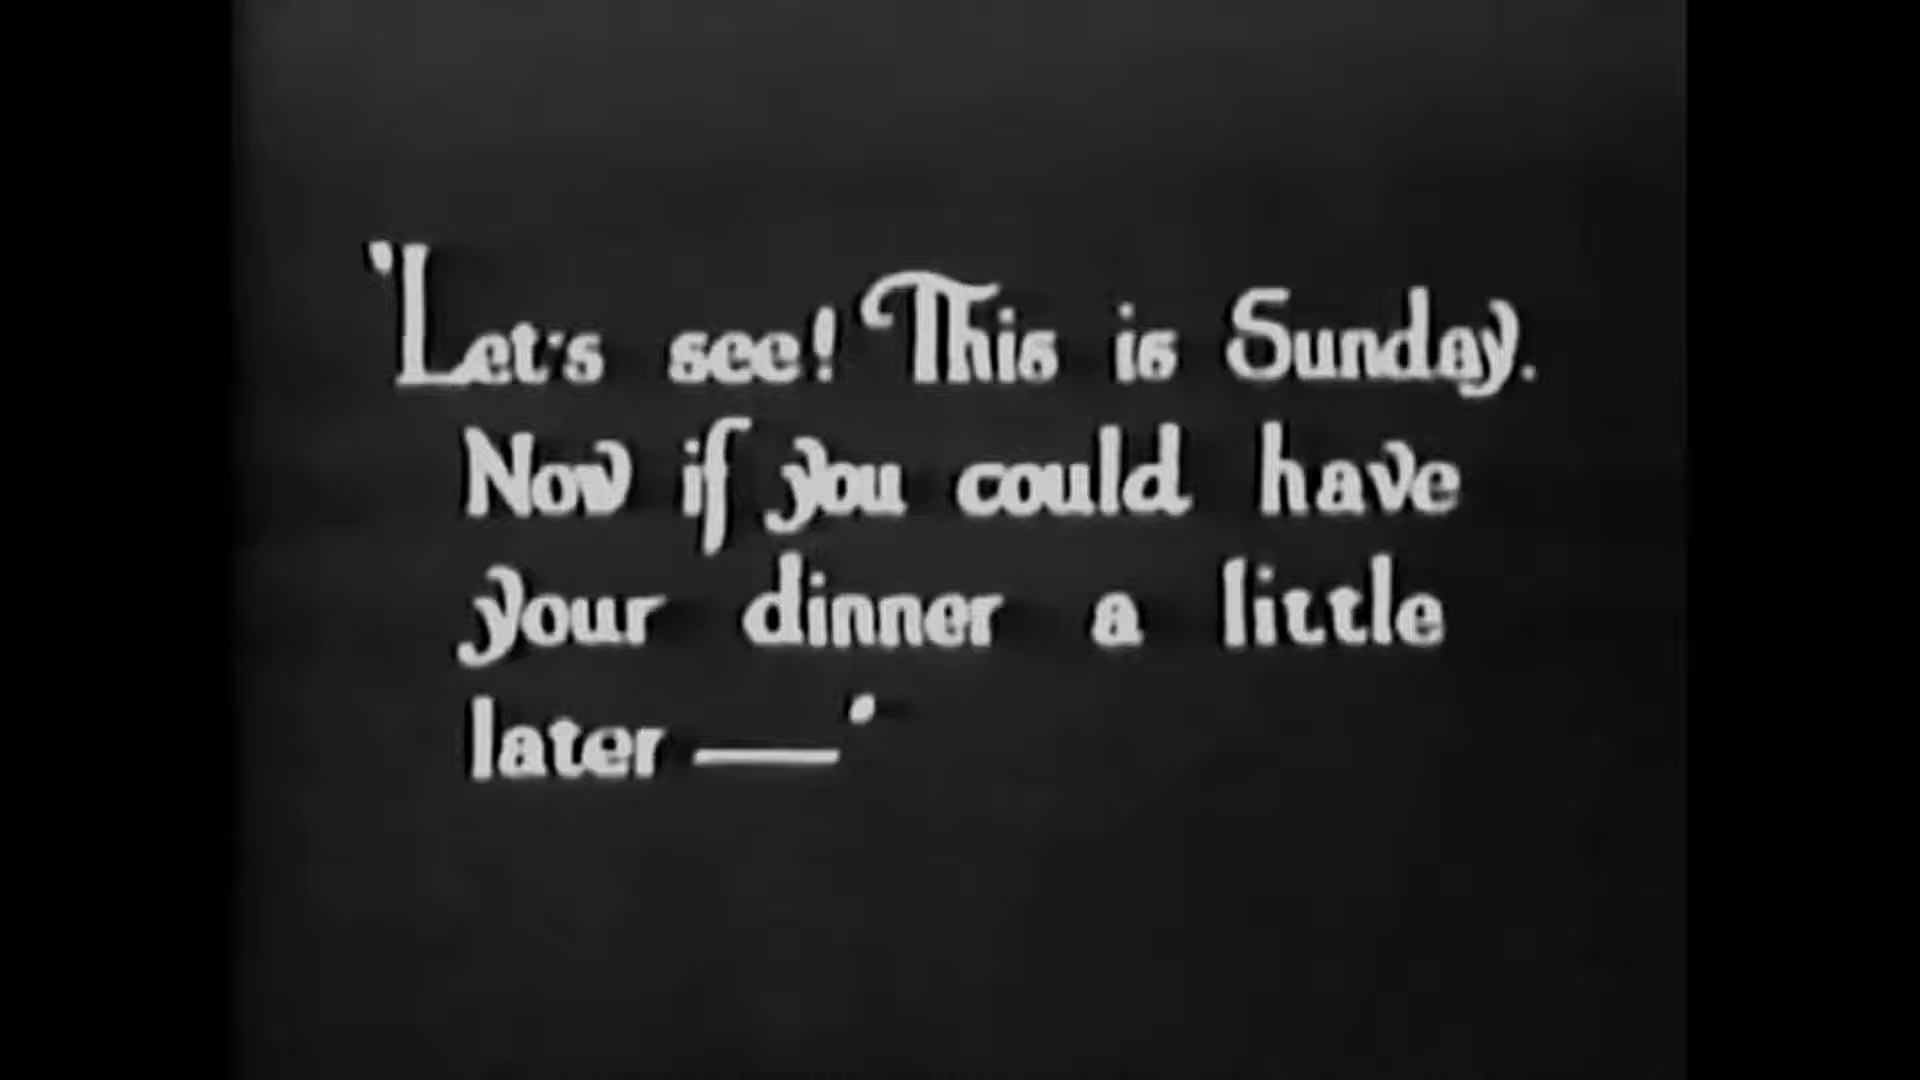 'Let's see! This is Sunday.
Now if you could have
your dinner a little
later —'